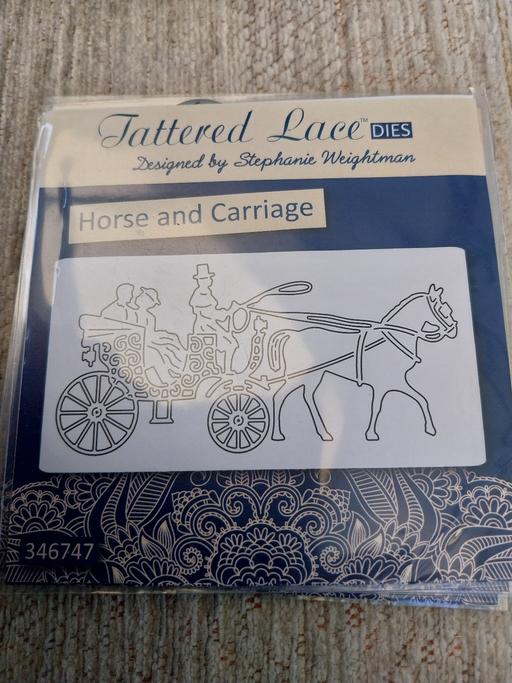 Tattered Lace™ DIES
Designed by Stephanie Weightman
Horse and Carriage
346747